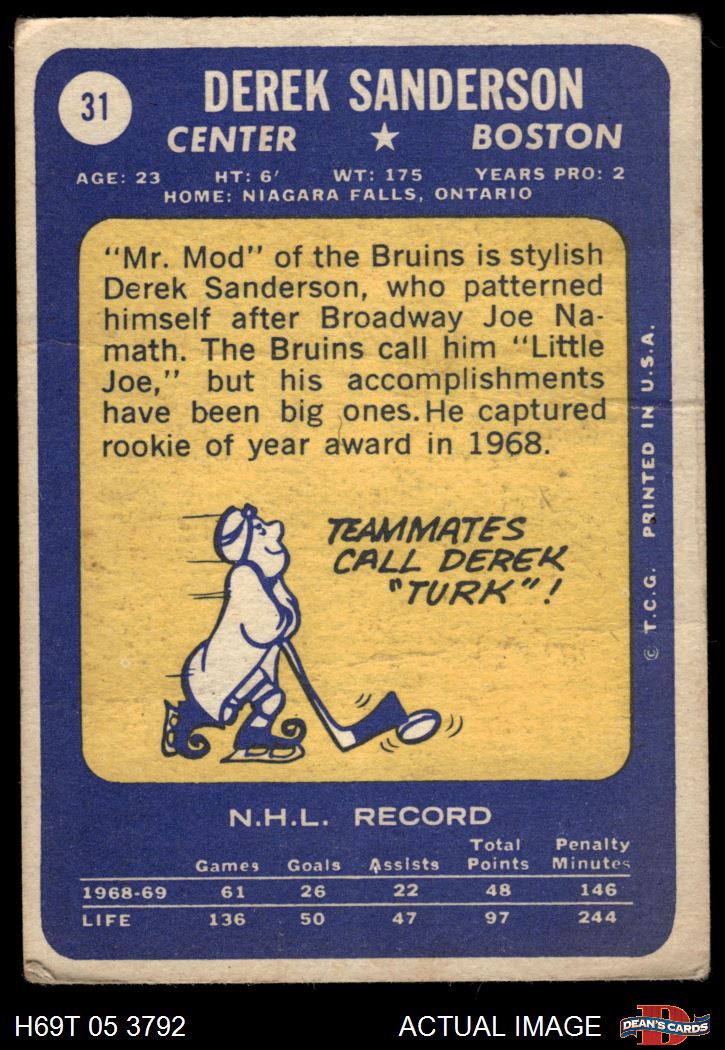 31
DEREK SANDERSON
CENTER ★ BOSTON
AGE: 23 HT: 6' WT: 175 YEARS PRO: 2
HOME: NIAGARA FALLS, ONTARIO
"Mr. Mod" of the Bruins is stylish
Derek Sanderson, who patterned
himself after Broadway Joe Na-
math. The Bruins call him "Little
Joe," but his accomplishments
have been big ones. He captured
rookie of year award in 1968.
TEAMMATES
CALL DEREK
"TURK"!
© T.C.G. PRINTED IN U.S.A.
N.H.L. RECORD
Games Goals Assists Total Points Penalty Minutes
1968-69 61 26 22 48 146
LIFE 136 50 47 97 244
H69T 05 3792 ACTUAL IMAGE
D
DEAN'S CARDS